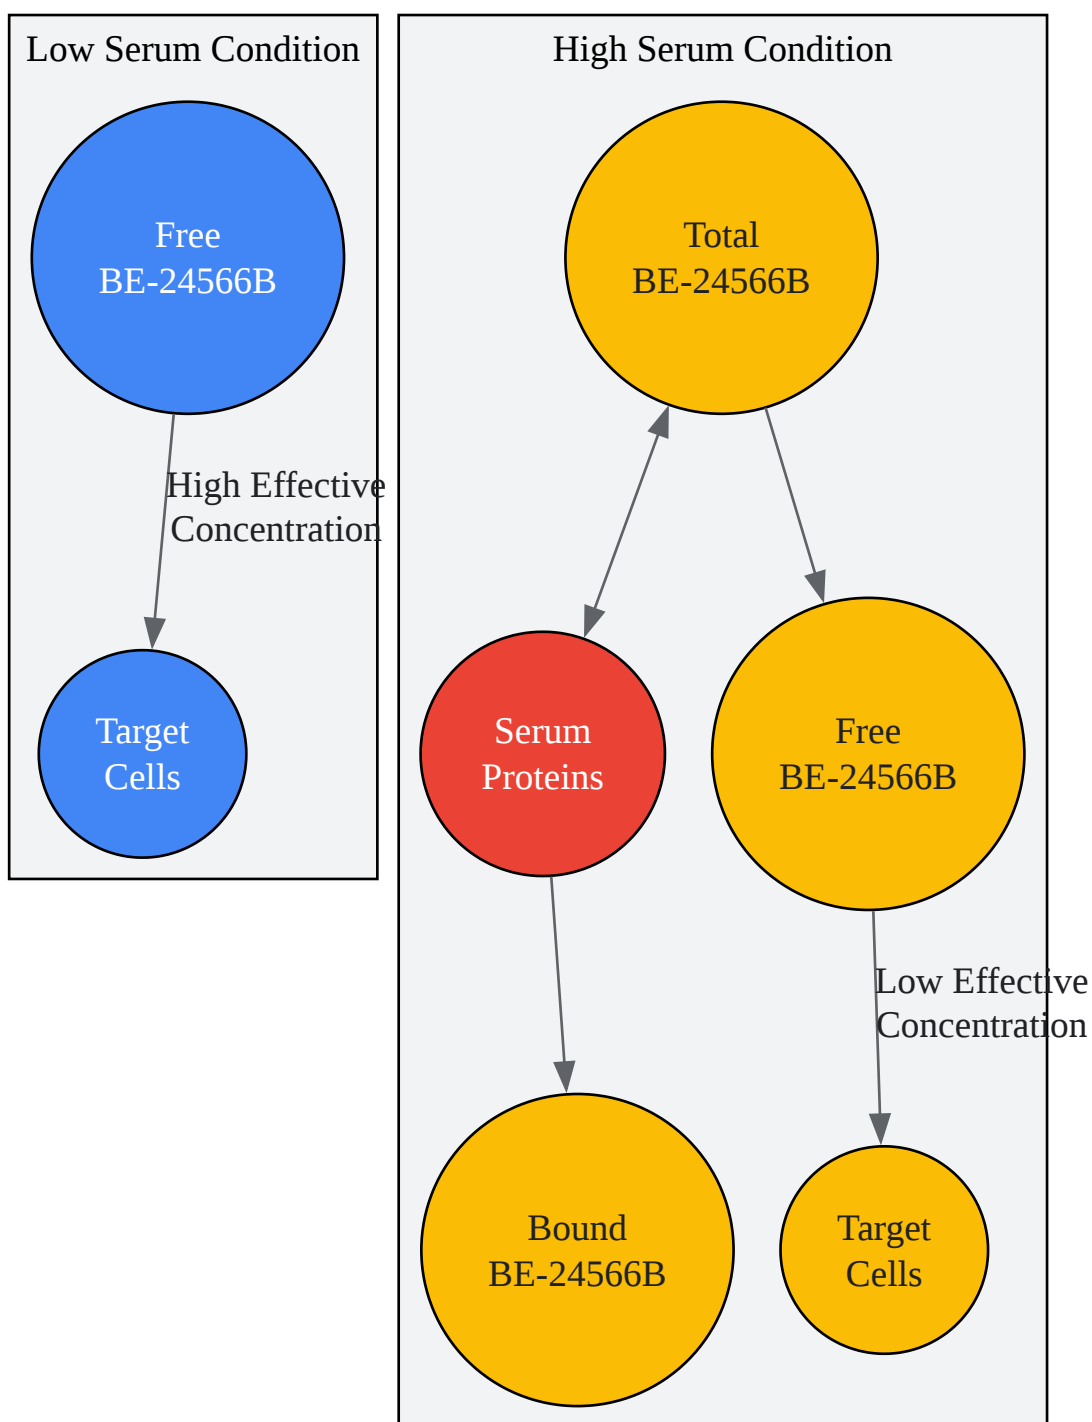 Low Serum Condition
Free
BE-24566B
High Effective
Concentration
Target
Cells
High Serum Condition
Total
BE-24566B
Serum
Proteins
Free
BE-24566B
Low Effective
Concentration
Bound
BE-24566B
Target
Cells